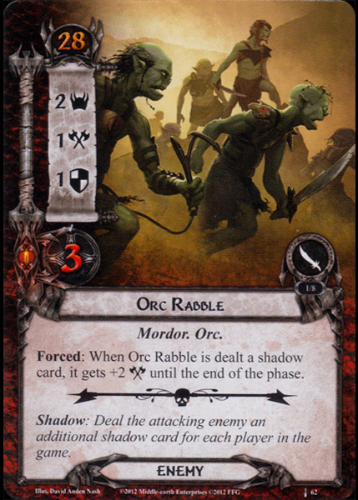 28
2
1
1
3
1/8
Orc Rabble
Mordor. Orc.
Forced: When Orc Rabble is dealt a shadow
card, it gets +2 until the end of the phase.
Shadow: Deal the attacking enemy an
additional shadow card for each player in the
game.
ENEMY
Illus. David Auden Nash ©2012 Middle-earth Enterprises ©2012 FFG 62